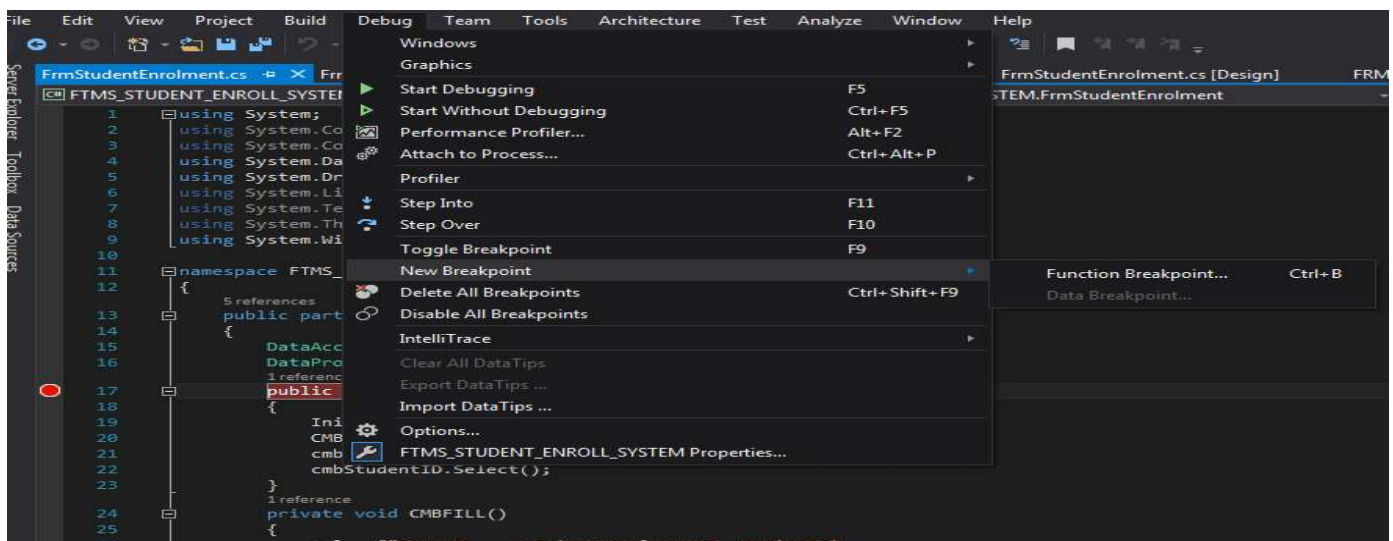 File Edit View Project Build Debug Team Tools Architecture Test Analyze Window Help
Server Explorer Toolbox Data Sources
FrmStudentEnrolment.cs × Frr
FrmStudentEnrolment.cs [Design] FRM
C# FTMS_STUDENT_ENROLL_SYSTE
STEM.FrmStudentEnrolment
Windows
Graphics
Start Debugging F5
Start Without Debugging Ctrl+F5
Performance Profiler... Alt+F2
Attach to Process... Ctrl+Alt+P
Profiler
Step Into F11
Step Over F10
Toggle Breakpoint F9
New Breakpoint
Delete All Breakpoints Ctrl+Shift+F9
Disable All Breakpoints
IntelliTrace
Clear All DataTips
Export DataTips ...
Import DataTips ...
Options...
FTMS_STUDENT_ENROLL_SYSTEM Properties...
Function Breakpoint... Ctrl+B
Data Breakpoint...
1 using System;
2 using System.Co
3 using System.Co
4 using System.Da
5 using System.Dr
6 using System.Li
7 using System.Te
8 using System.Th
9 using System.Wi
10
11 namespace FTMS_
12 {
5 references
13 public part
14 {
15 DataAcc
16 DataPro
1 referenc
17 public
18 {
19 Ini
20 CMB
21 cmb
22 cmbStudentID.Select();
23 }
1 reference
24 private void CMBFILL()
25 {